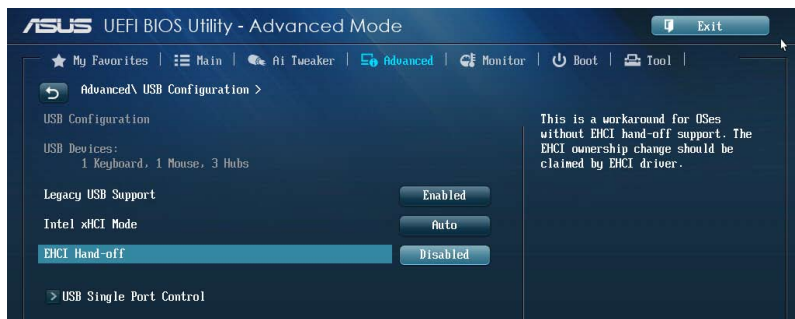 ASUS UEFI BIOS Utility - Advanced Mode
Exit
My Favorites | Main | Ai Tweaker | Advanced | Monitor | Boot | Tool |
Advanced\ USB Configuration >
USB Configuration
USB Devices:
1 Keyboard, 1 Mouse, 3 Hubs
Legacy USB Support Enabled
Intel xHCI Mode Auto
EHCI Hand-off Disabled
> USB Single Port Control
This is a workaround for OSes
without EHCI hand-off support. The
EHCI ownership change should be
claimed by EHCI driver.